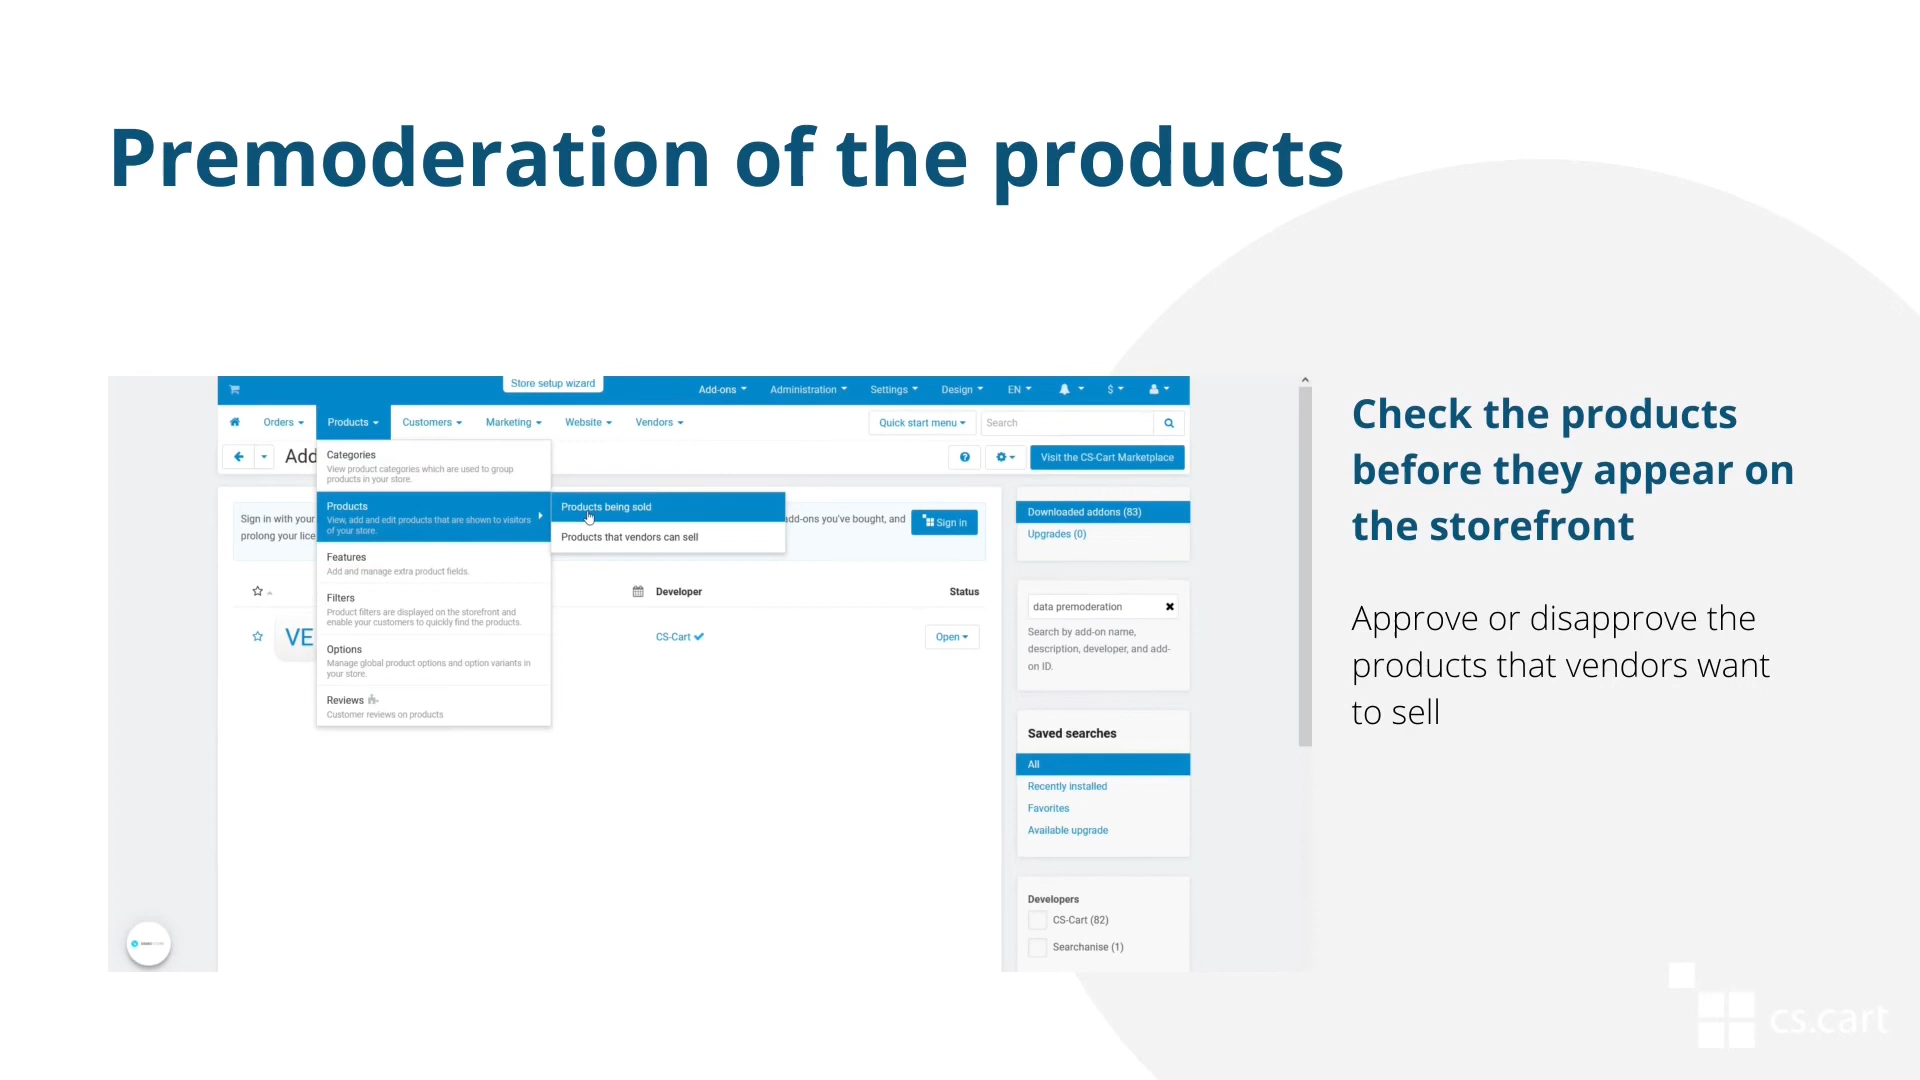 Premoderation of the products
Store setup wizard
Add-ons
Administration
Settings
Design
EN
$
Orders
Products
Customers
Marketing
Website
Vendors
Quick start menu
Search
Add
Visit the CS-Cart Marketplace
Categories
View product categories which are used to group
products in your store.
Products
View, add and edit products that are shown to visitors
of your store.
Products being sold
Products that vendors can sell
Features
Add and manage extra product fields.
Filters
Product filters are displayed on the storefront and
enable your customers to quickly find the products.
Options
Manage global product options and option variants in
your store.
Reviews
Customer reviews on products
Sign in with your
add-ons you've bought, and
prolong your lice
Sign in
Developer
Status
VE
CS-Cart
Open
Downloaded addons (83)
Upgrades (0)
data premoderation
Search by add-on name,
description, developer, and add-
on ID.
Saved searches
All
Recently installed
Favorites
Available upgrade
Developers
CS-Cart (82)
Searchanise (1)
Check the products
before they appear on
the storefront
Approve or disapprove the
products that vendors want
to sell
cs.cart